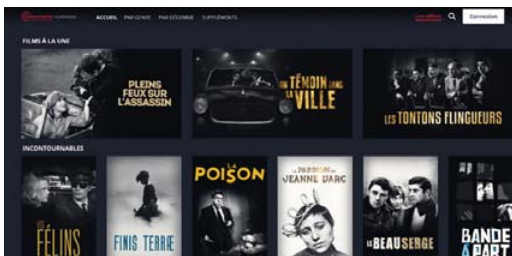 ACCUEIL PAR GENRE PAR DÉCENNIE SUPPLÉMENTS
Les offres
Connexion
FILMS À LA UNE
PLEINS
FEUX SUR
L'ASSASSIN
UN TÉMOIN DANS
LA VILLE
LES TONTONS FLINGUEURS
INCONTOURNABLES
LES
FÉLINS
FINIS TERRÆ
LA
POISON
LA PASSION DE
JEANNE D'ARC
LE BEAU SERGE
BANDE
À PART